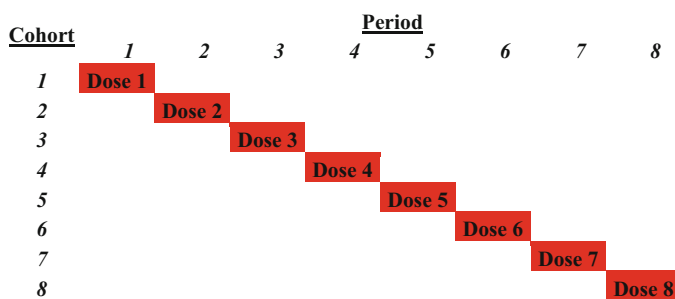 Period
Cohort
1 2 3 4 5 6 7 8
1 Dose 1
2 Dose 2
3 Dose 3
4 Dose 4
5 Dose 5
6 Dose 6
7 Dose 7
8 Dose 8